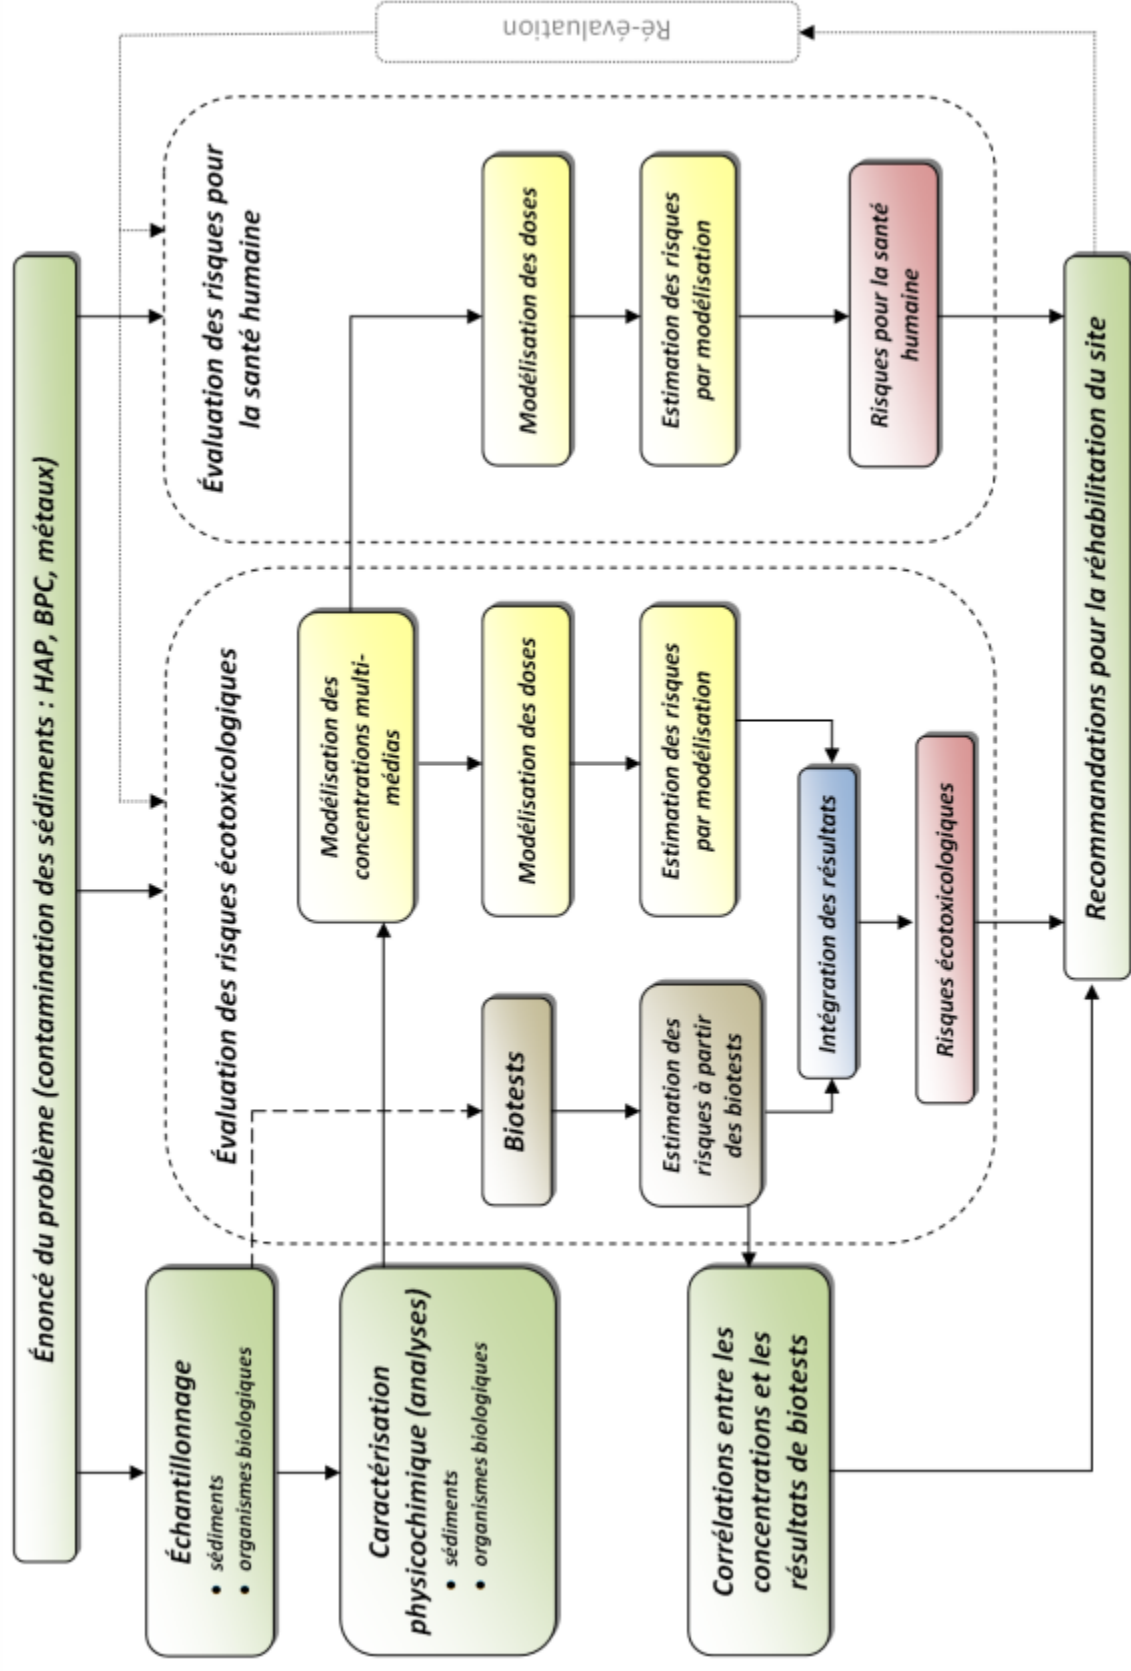 Énoncé du problème (contamination des sédiments : HAP, BPC, métaux)
Échantillonnage
• sédiments
• organismes biologiques
Caractérisation
physicochimique (analyses)
• sédiments
• organismes biologiques
Corrélations entre les
concentrations et les
résultats de biotests
Évaluation des risques écotoxicologiques
Biotests
Estimation des
risques à partir
des biotests
Modélisation des
concentrations multi-
médias
Modélisation des doses
Estimation des risques
par modélisation
Intégration des résultats
Risques écotoxicologiques
Évaluation des risques pour
la santé humaine
Modélisation des doses
Estimation des risques
par modélisation
Risques pour la santé
humaine
Recommandations pour la réhabilitation du site
Ré-évaluation